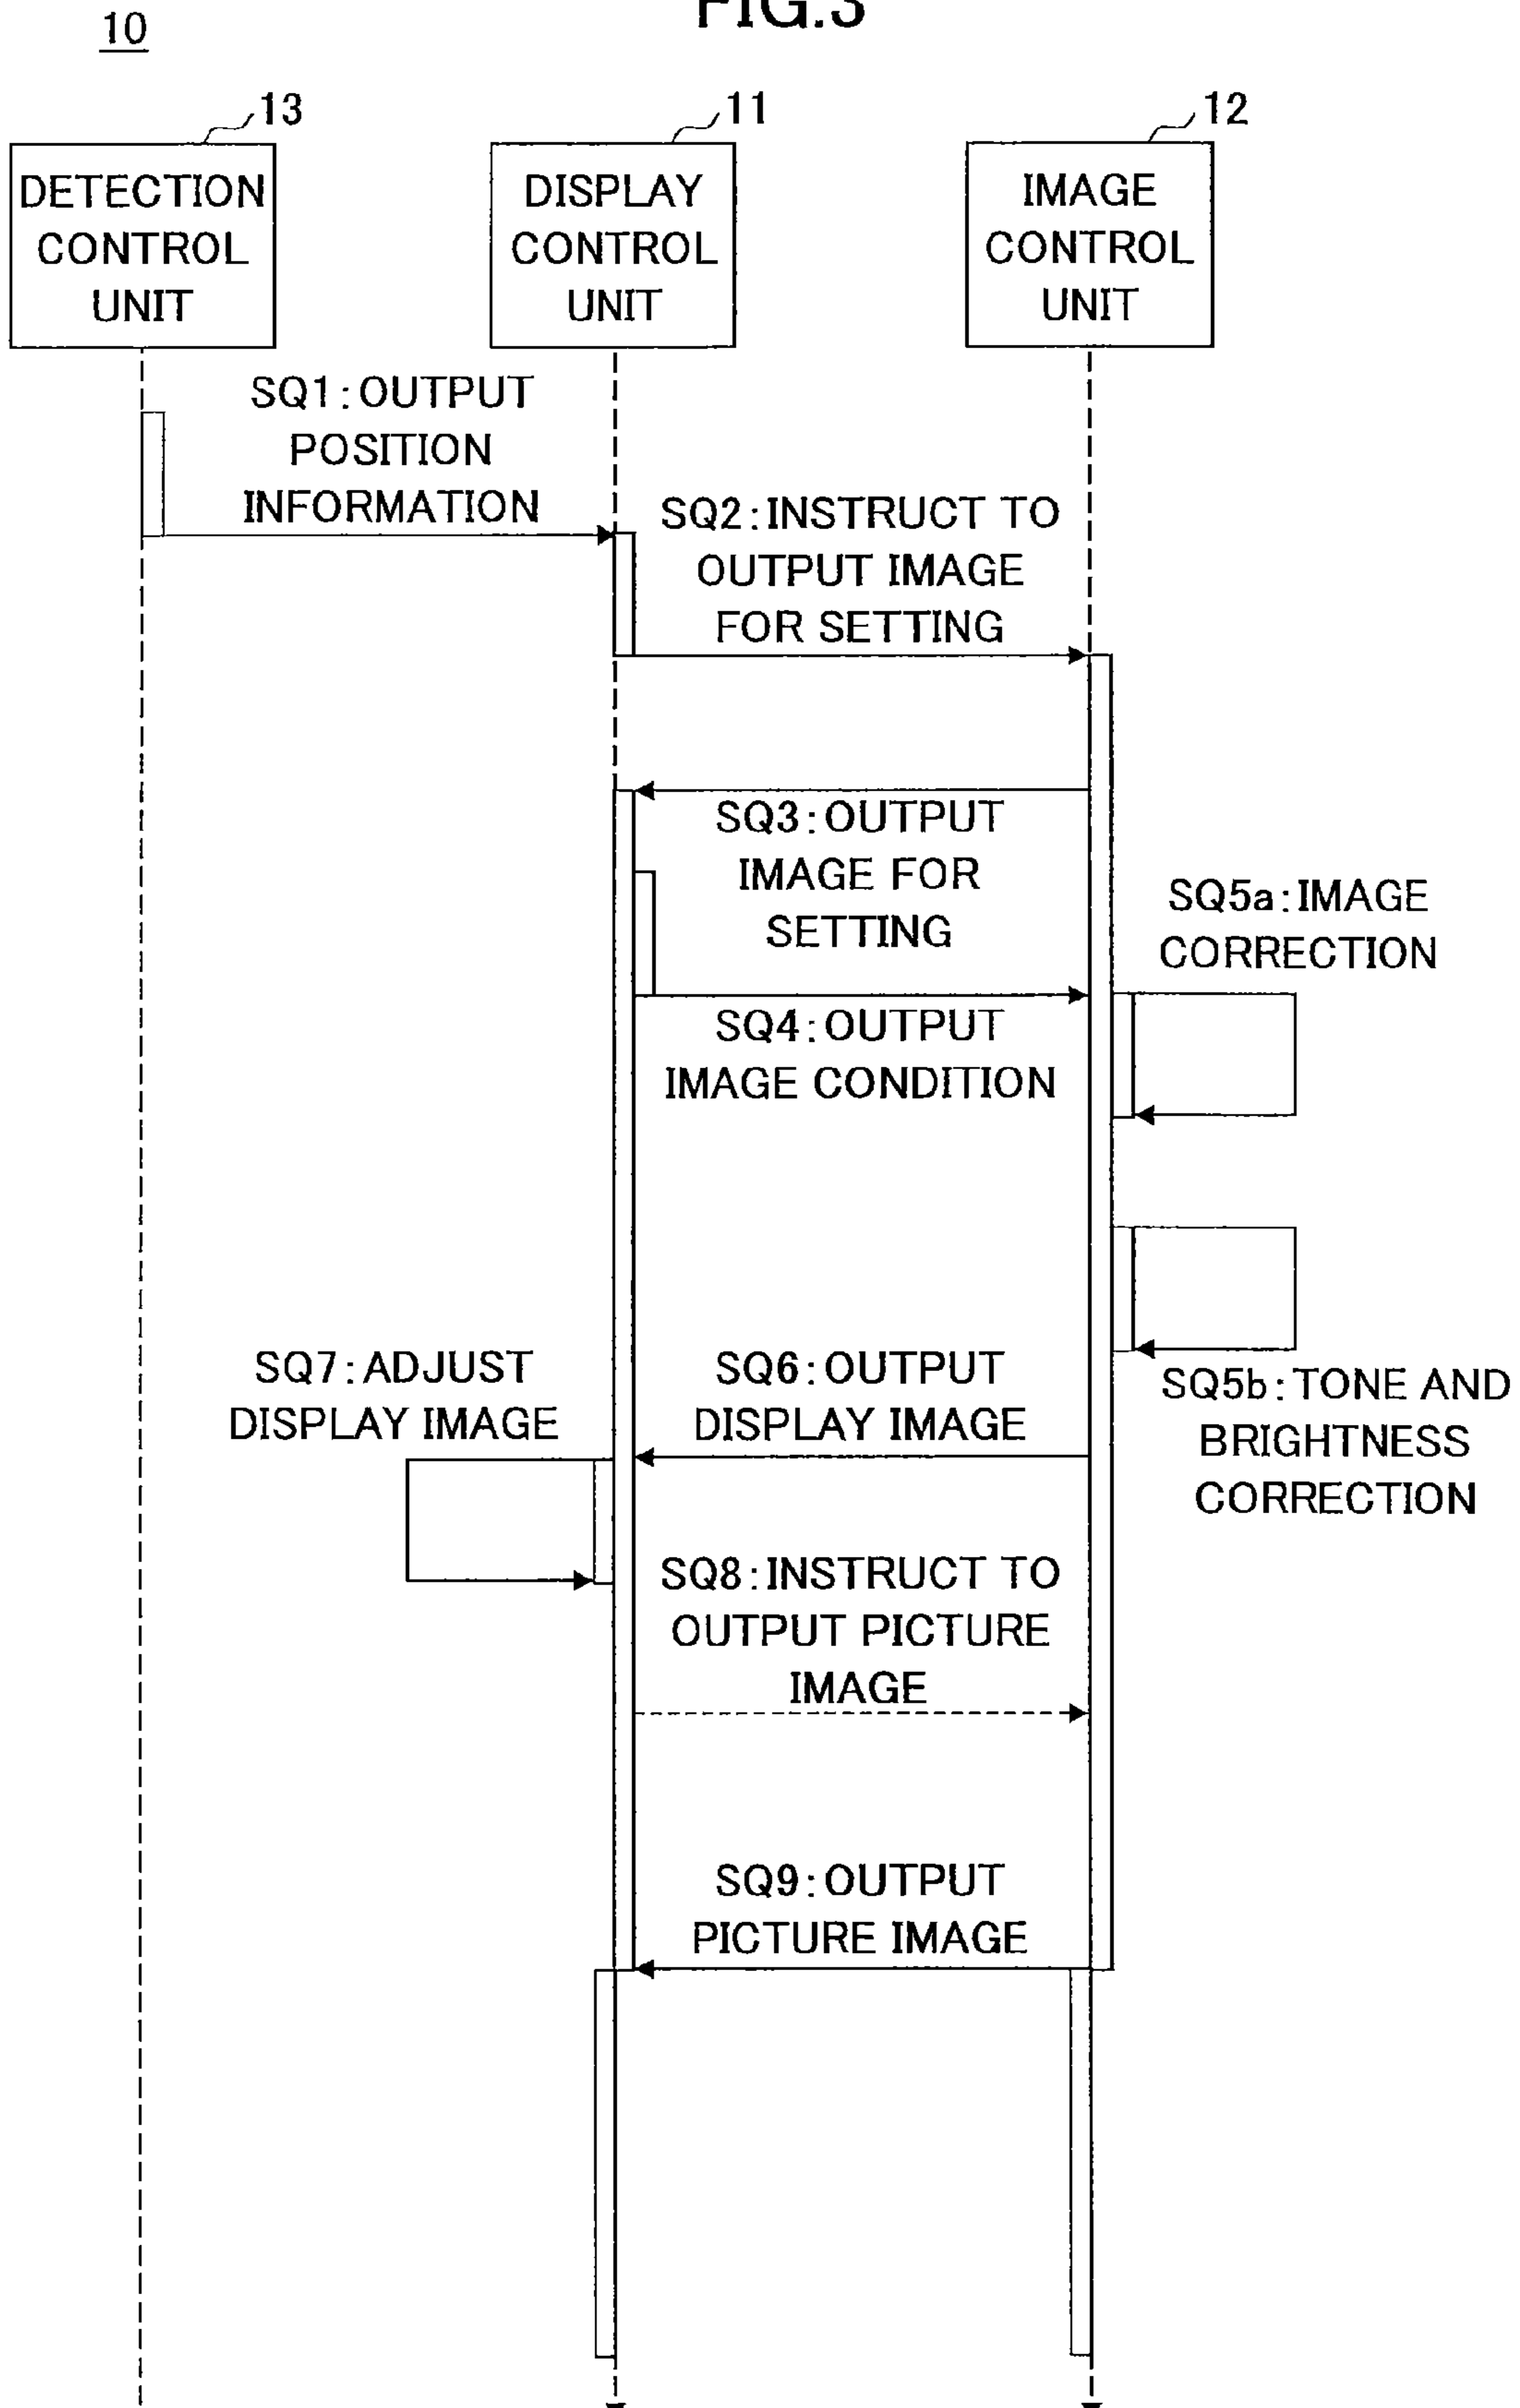 FIG.3
10
13
11
12
DETECTION
CONTROL
UNIT
DISPLAY
CONTROL
UNIT
IMAGE
CONTROL
UNIT
SQ1:OUTPUT
POSITION
INFORMATION
SQ2:INSTRUCT TO
OUTPUT IMAGE
FOR SETTING
SQ3:OUTPUT
IMAGE FOR
SETTING
SQ4:OUTPUT
IMAGE CONDITION
SQ5a:IMAGE
CORRECTION
SQ5b:TONE AND
BRIGHTNESS
CORRECTION
SQ6:OUTPUT
DISPLAY IMAGE
SQ7:ADJUST
DISPLAY IMAGE
SQ8:INSTRUCT TO
OUTPUT PICTURE
IMAGE
SQ9:OUTPUT
PICTURE IMAGE